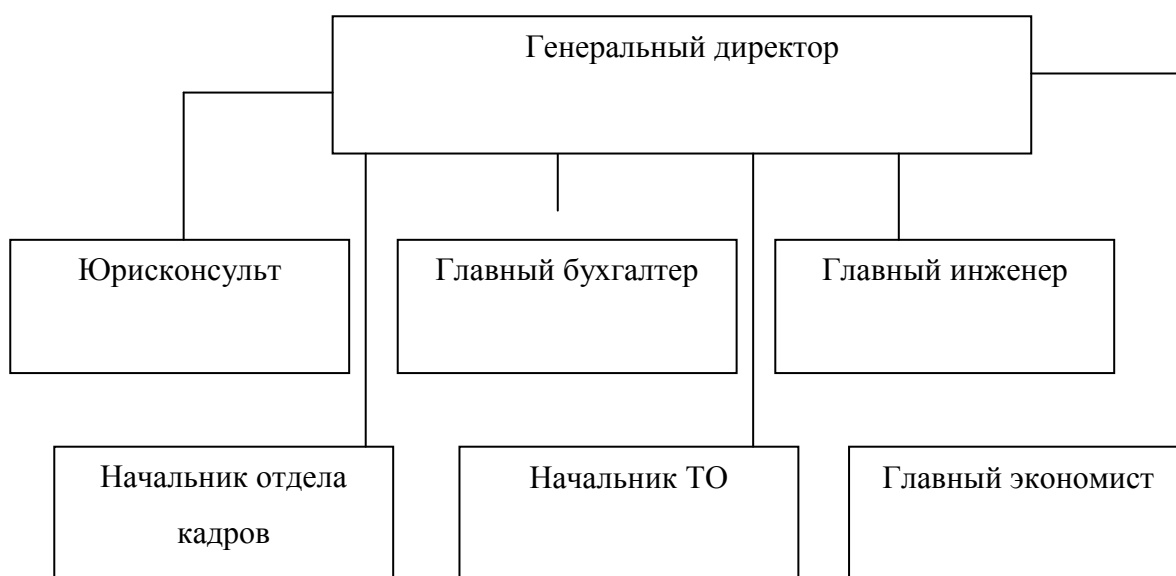 Генеральный директор
Юрисконсульт
Главный бухгалтер
Главный инженер
Начальник отдела
кадров
Начальник ТО
Главный экономист